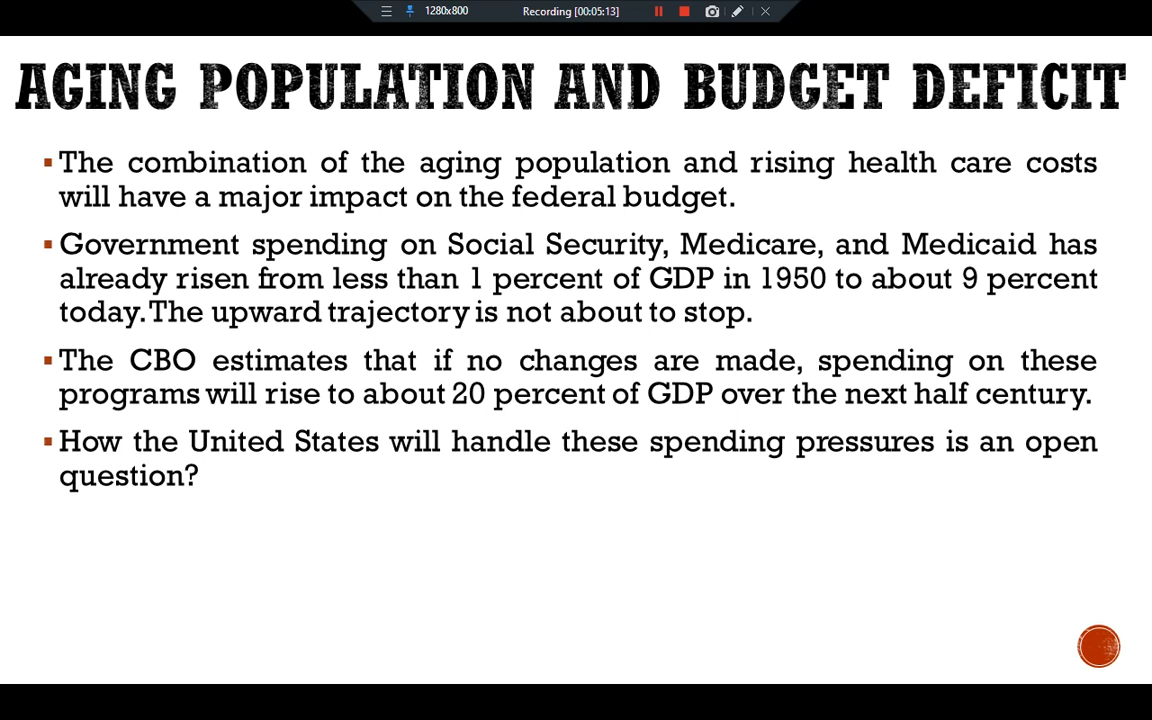 1280x800 Recording [00:05:13]
AGING POPULATION AND BUDGET DEFICIT
▪The combination of the aging population and rising health care costs
will have a major impact on the federal budget.
▪Government spending on Social Security, Medicare, and Medicaid has
already risen from less than 1 percent of GDP in 1950 to about 9 percent
today. The upward trajectory is not about to stop.
▪The CBO estimates that if no changes are made, spending on these
programs will rise to about 20 percent of GDP over the next half century.
▪How the United States will handle these spending pressures is an open
question?